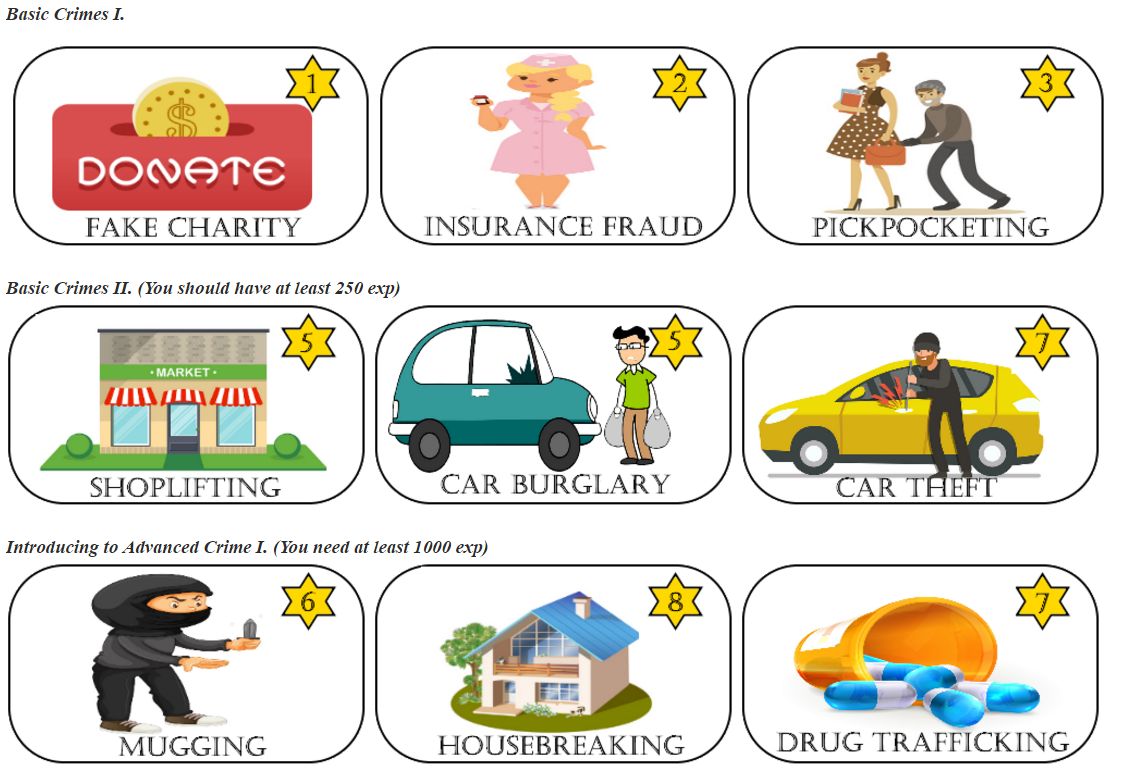 Basic Crimes I.
1
2
3
$
DONATE
FAKE CHARITY
INSURANCE FRAUD
PICKPOCKETING
Basic Crimes II. (You should have at least 250 exp)
5
5
7
• MARKET •
SHOPLIFTING
CAR BURGLARY
CAR THEFT
Introducing to Advanced Crime I. (You need at least 1000 exp)
6
8
7
MUGGING
HOUSEBREAKING
DRUG TRAFFICKING